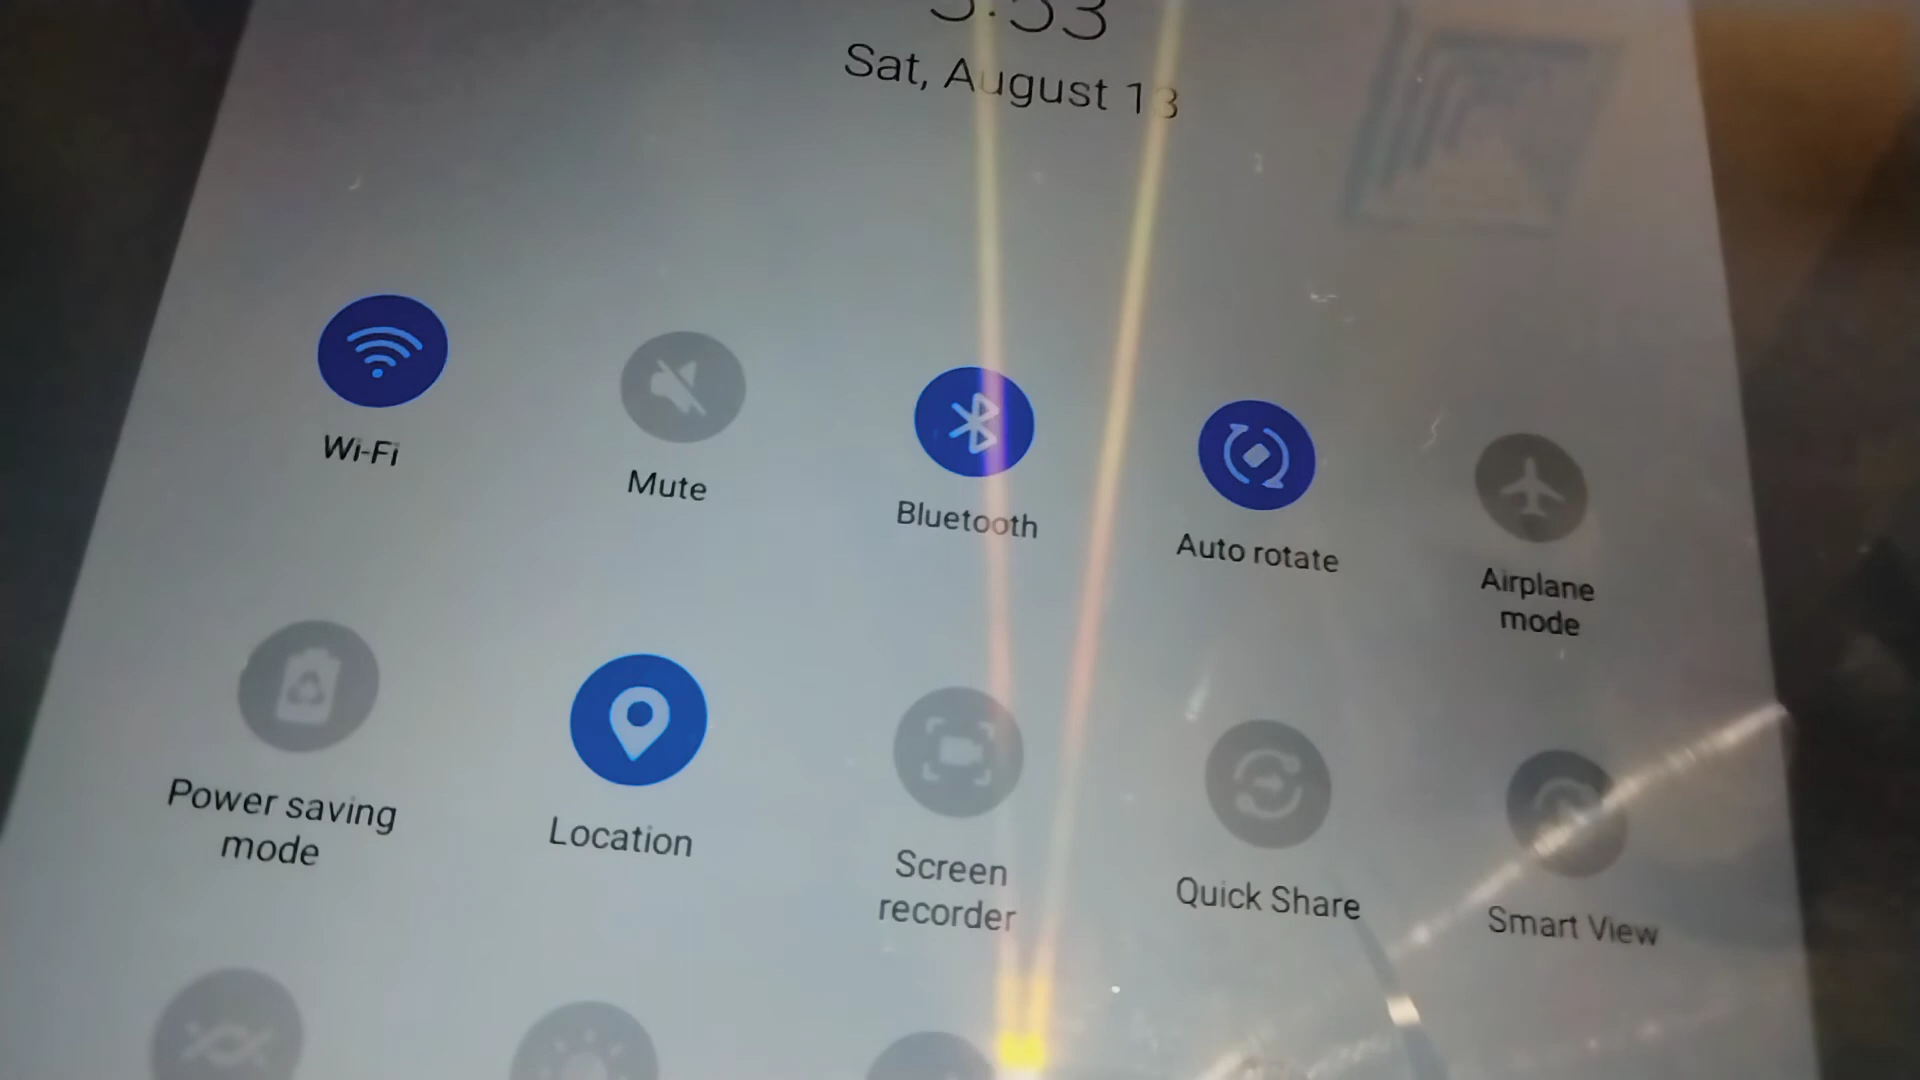 Sat, August 13
Wi-Fi
Mute
Bluetooth
Auto rotate
Airplane
mode
Power saving
mode
Location
Screen
recorder
Quick Share
Smart View